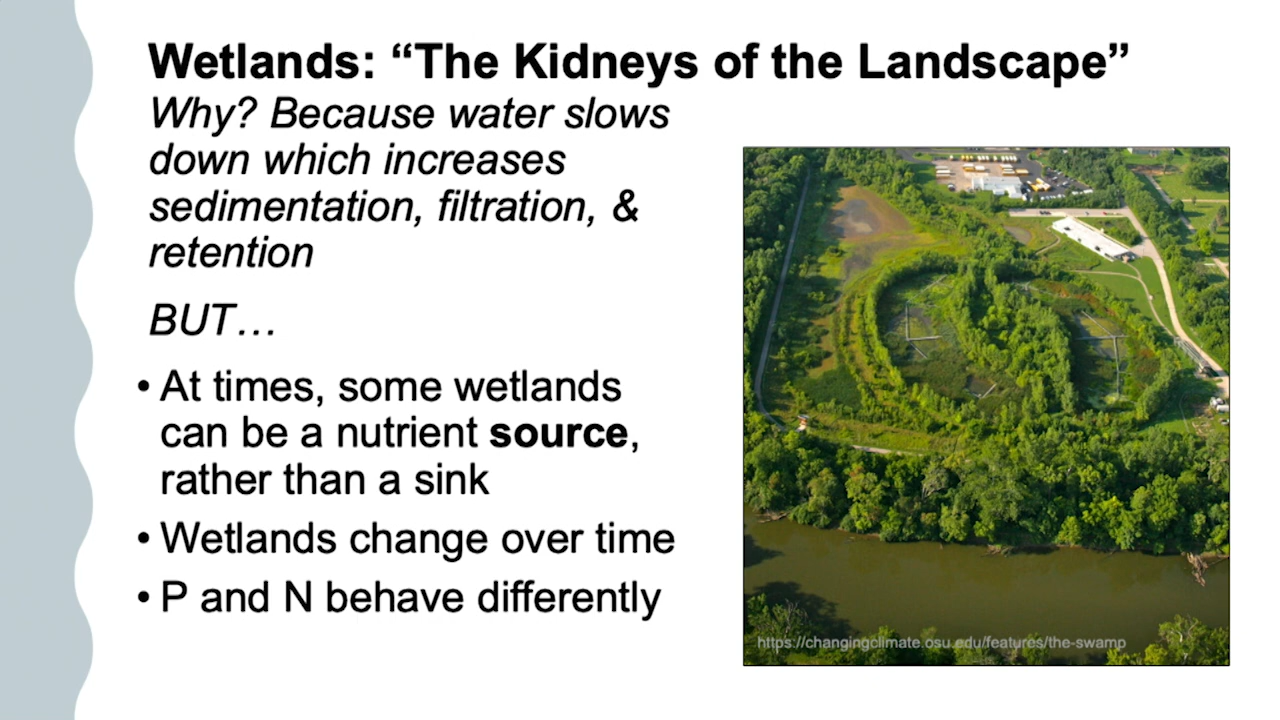 Wetlands: “The Kidneys of the Landscape”
Why? Because water slows
down which increases
sedimentation, filtration, &
retention
BUT…
• At times, some wetlands
can be a nutrient source,
rather than a sink
• Wetlands change over time
• P and N behave differently
https://changingclimate.osu.edu/features/the-swamp